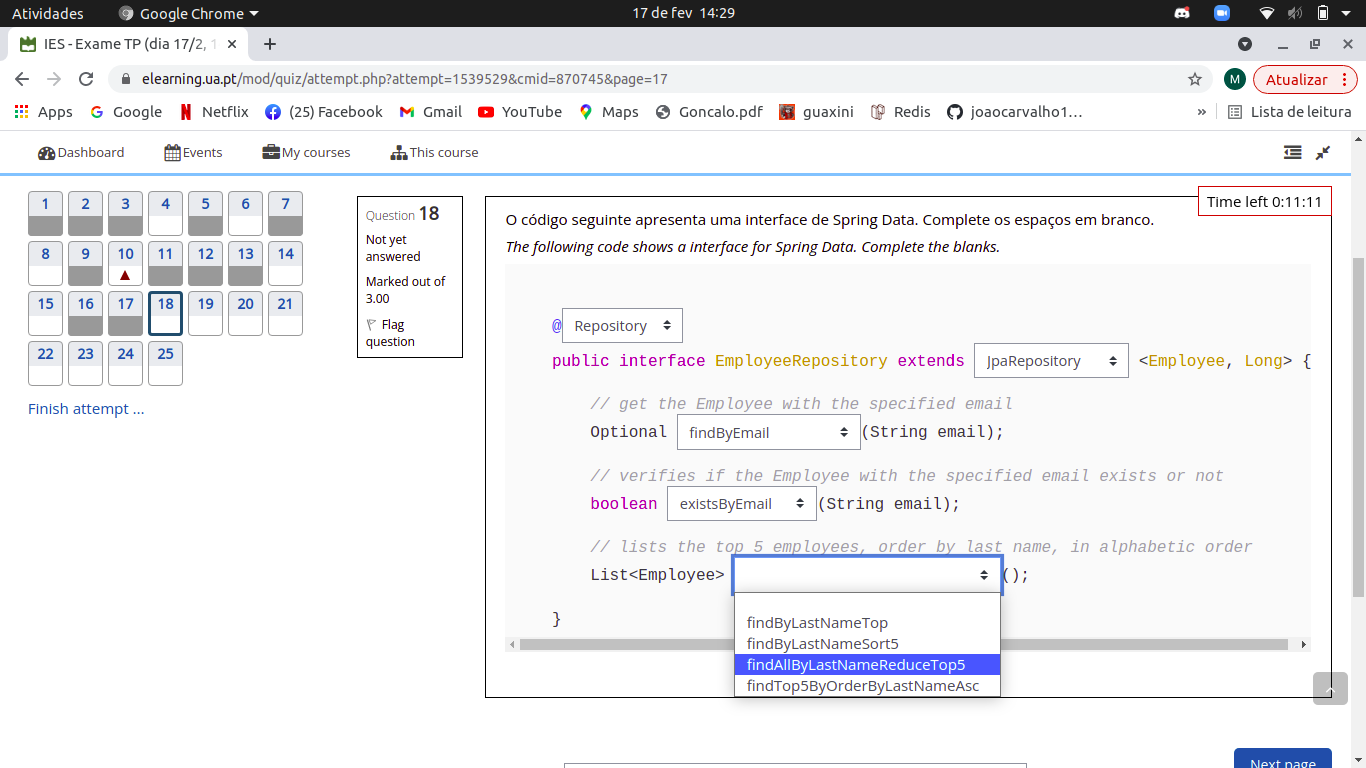 Atividades Google Chrome 17 de fev 14:29
IES - Exame TP (dia 17/2, 1
elearning.ua.pt/mod/quiz/attempt.php?attempt=1539529&cmid=870745&page=17 M Atualizar
Apps Google Netflix (25) Facebook Gmail YouTube Maps Goncalo.pdf guaxini Redis joaocarvalho1... » Lista de leitura
Dashboard Events My courses This course
1 2 3 4 5 6 7
8 9 10 11 12 13 14
15 16 17 18 19 20 21
22 23 24 25
Finish attempt ...
Question 18
Not yet
answered
Marked out of
3.00
Flag
question
Time left 0:11:11
O código seguinte apresenta uma interface de Spring Data. Complete os espaços em branco.
The following code shows a interface for Spring Data. Complete the blanks.
@ Repository
public interface EmployeeRepository extends JpaRepository <Employee, Long> {
// get the Employee with the specified email
Optional findByEmail (String email);
// verifies if the Employee with the specified email exists or not
boolean existsByEmail (String email);
// lists the top 5 employees, order by last name, in alphabetic order
List<Employee> ();
findByLastNameTop
findByLastNameSort5
findAllByLastNameReduceTop5
findTop5ByOrderByLastNameAsc
}
Next page